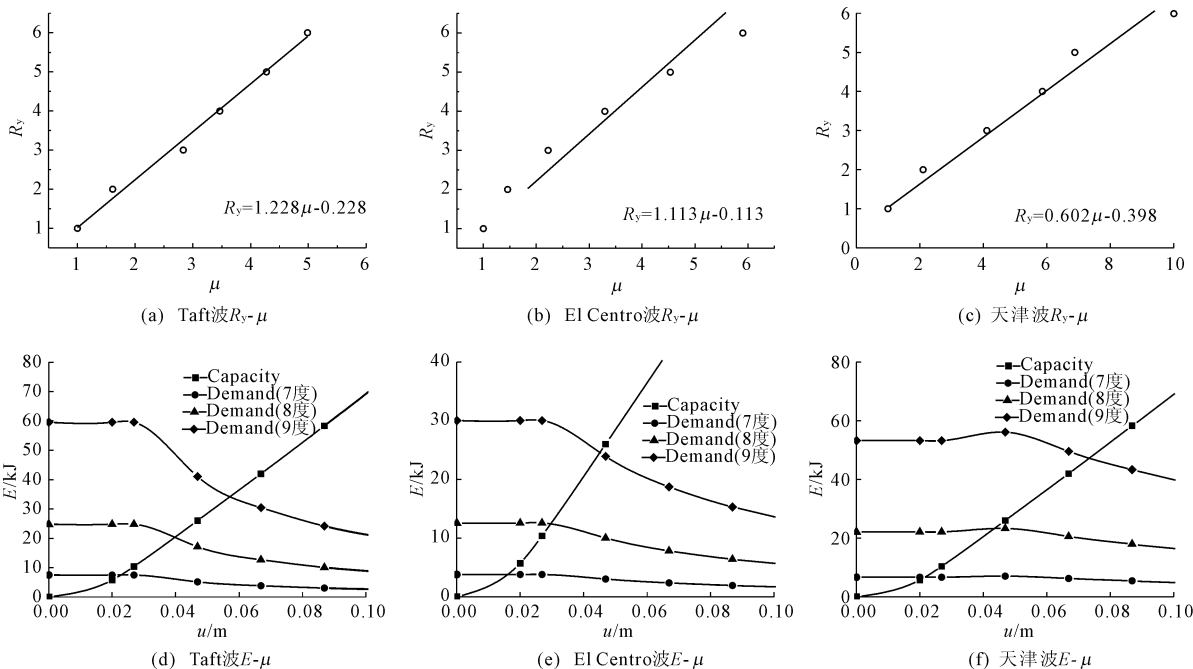 6
5
4
3
2
1
Ry
Ry=1.228μ-0.228
1 2 3 4 5 6
μ
(a) Taft波Ry-μ
6
5
4
3
2
1
Ry
Ry=1.113μ-0.113
1 2 3 4 5 6
μ
(b) El Centro波Ry-μ
6
5
4
3
2
1
0
Ry
Ry=0.602μ-0.398
0 2 4 6 8 10
μ
(c) 天津波Ry-μ
80
70
60
50
40
30
20
10
0
E/kJ
Capacity
Demand(7度)
Demand(8度)
Demand(9度)
0.00 0.02 0.04 0.06 0.08 0.10
u/m
(d) Taft波E-μ
40
30
20
10
0
E/kJ
Capacity
Demand(7度)
Demand(8度)
Demand(9度)
0.00 0.02 0.04 0.06 0.08 0.10
u/m
(e) El Centro波E-μ
80
60
40
20
0
E/kJ
Capacity
Demand(7度)
Demand(8度)
Demand(9度)
0.00 0.02 0.04 0.06 0.08 0.10
u/m
(f) 天津波E-μ